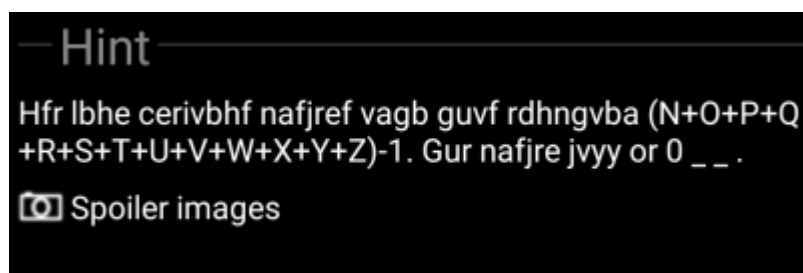 Hint
Hfr lbhe cerivbhf nafjref vagb guvf rdhngvba (N+O+P+Q
+R+S+T+U+V+W+X+Y+Z)-1. Gur nafjre jvyy or 0 _ _ .
Spoiler images